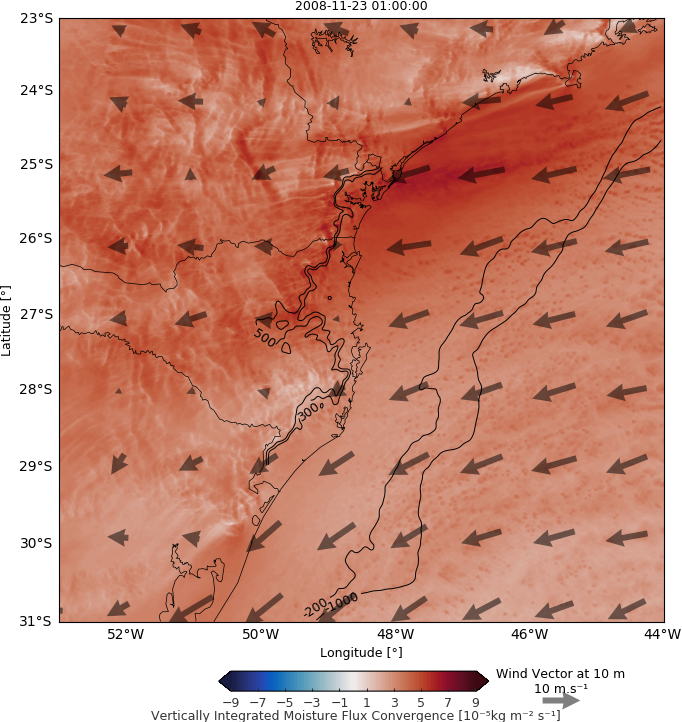 2008-11-23 01:00:00
23°S
24°S
25°S
26°S
27°S
28°S
29°S
30°S
31°S
Latitude [°]
500
300
-200
-1000
52°W 50°W 48°W 46°W 44°W
Longitude [°]
Wind Vector at 10 m
10 m.s⁻¹
−9 −7 −5 −3 −1 1 3 5 7 9
Vertically Integrated Moisture Flux Convergence [10⁻⁵kg m⁻² s⁻¹]